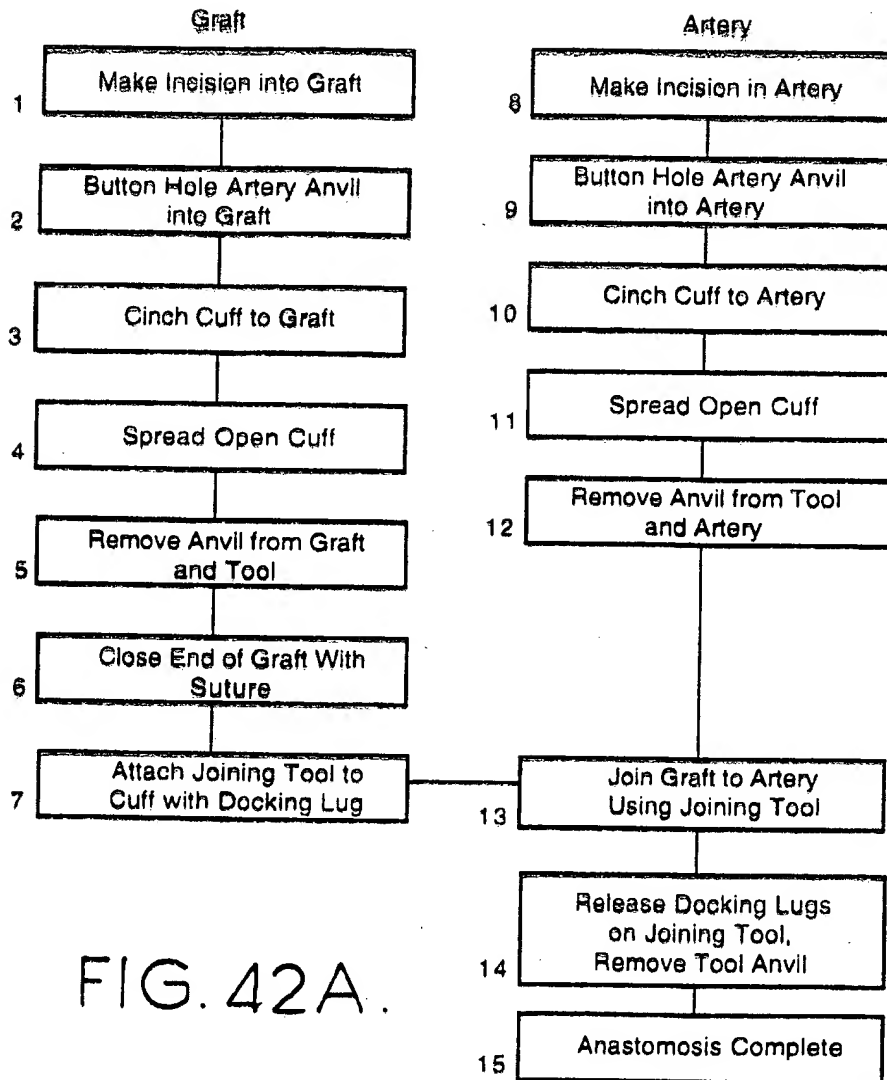 Graft
1
Make Incision into Graft
2
Button Hole Artery Anvil
into Graft
3
Cinch Cuff to Graft
4
Spread Open Cuff
5
Remove Anvil from Graft
and Tool
6
Close End of Graft With
Suture
7
Attach Joining Tool to
Cuff with Docking Lug
Artery
8
Make Incision in Artery
9
Button Hole Artery Anvil
into Artery
10
Cinch Cuff to Artery
11
Spread Open Cuff
12
Remove Anvil from Tool
and Artery
13
Join Graft to Artery
Using Joining Tool
14
Release Docking Lugs
on Joining Tool,
Remove Tool Anvil
15
Anastomosis Complete
FIG. 42A.